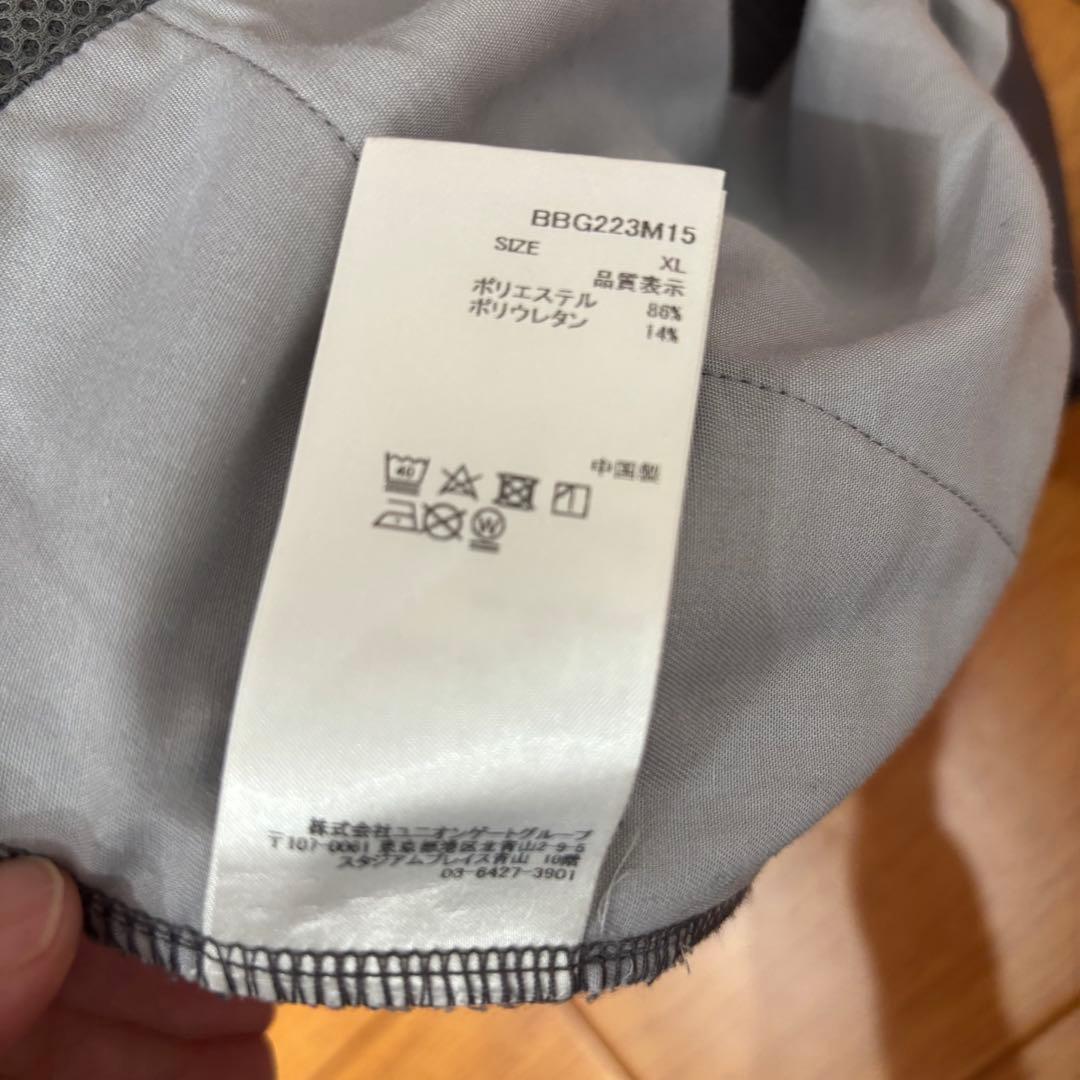 BBG223M15
SIZE XL
品質表示
ポリエステル 86%
ポリウレタン 14%
中国製
40
W
株式会社ユニオンゲートグループ
〒107-0061 東京都港区北青山2-9-5
スタジアムプレイス青山 10階
03-6427-3901